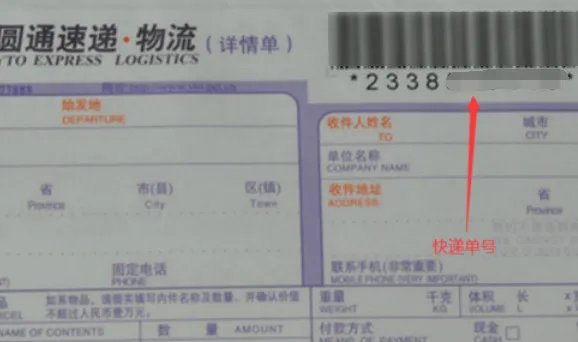 圆通速递·物流(详情单)
YTO EXPRESS LOGISTICS
*2338
*
始发地
DEPARTURE
收件人姓名
TO
城市
CITY
单位名称
COMPANY NAME
省
Province
市(县)
City
区(镇)
Town
收件地址
ADDRESS
省
Province
快递单号
固定电话
PHONE
联系手机(非常重要)
MOBILE PHONE (VERY IMPORTANT)
品
如系物品,请据实填写内件名称及数量,并确认价值
不超过人民币壹万元。
NAME OF CONTENTS
数 量 AMOUNT
重量
WEIGHT
千克
KG
体积
VOLUME
长
L
付款方式
MEANS OF PAYMENT
现金
CASH